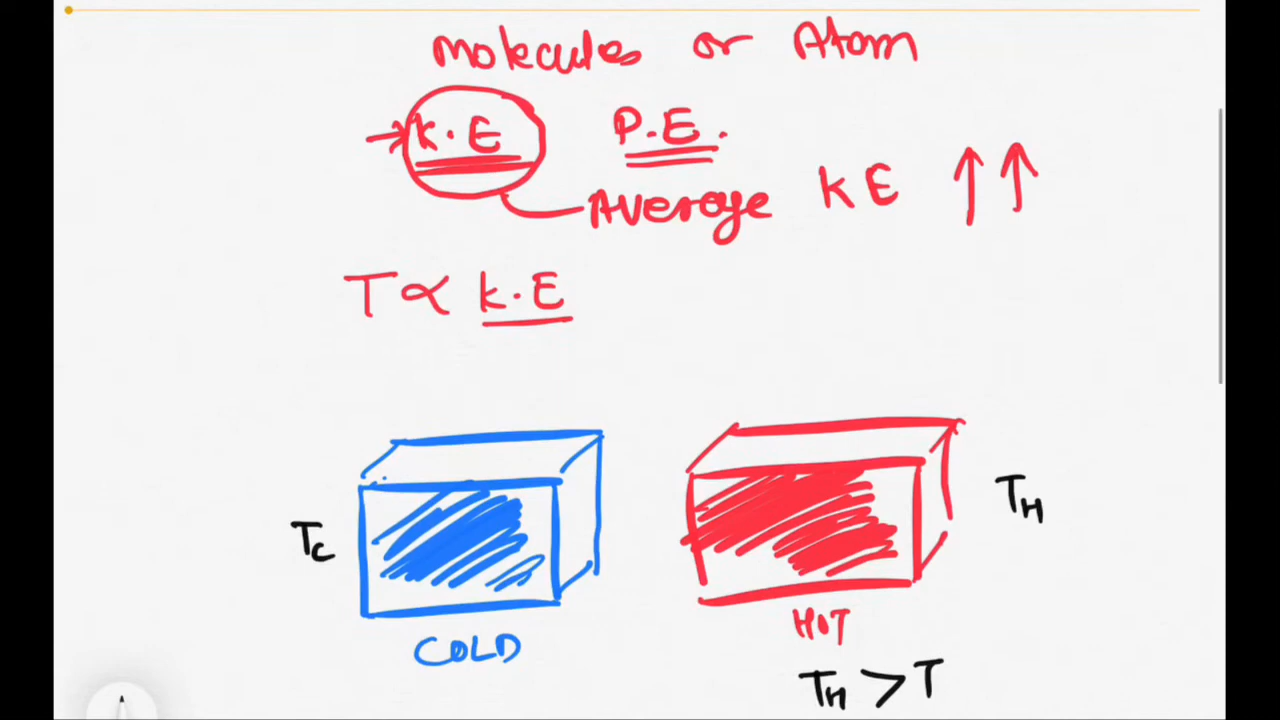 Molecules or Atom
K.E P.E.
Average KE ↑↑
T ∝ K.E
Tc
TH
COLD
HOT
TH > T